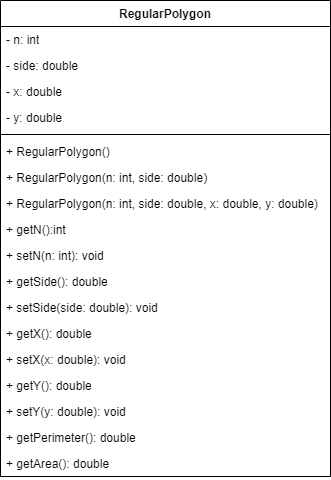 RegularPolygon
- n: int
- side: double
- x: double
- y: double
+ RegularPolygon()
+ RegularPolygon(n: int, side: double)
+ RegularPolygon(n: int, side: double, x: double, y: double)
+ getN():int
+ setN(n: int): void
+ getSide(): double
+ setSide(side: double): void
+ getX(): double
+ setX(x: double): void
+ getY(): double
+ setY(y: double): void
+ getPerimeter(): double
+ getArea(): double